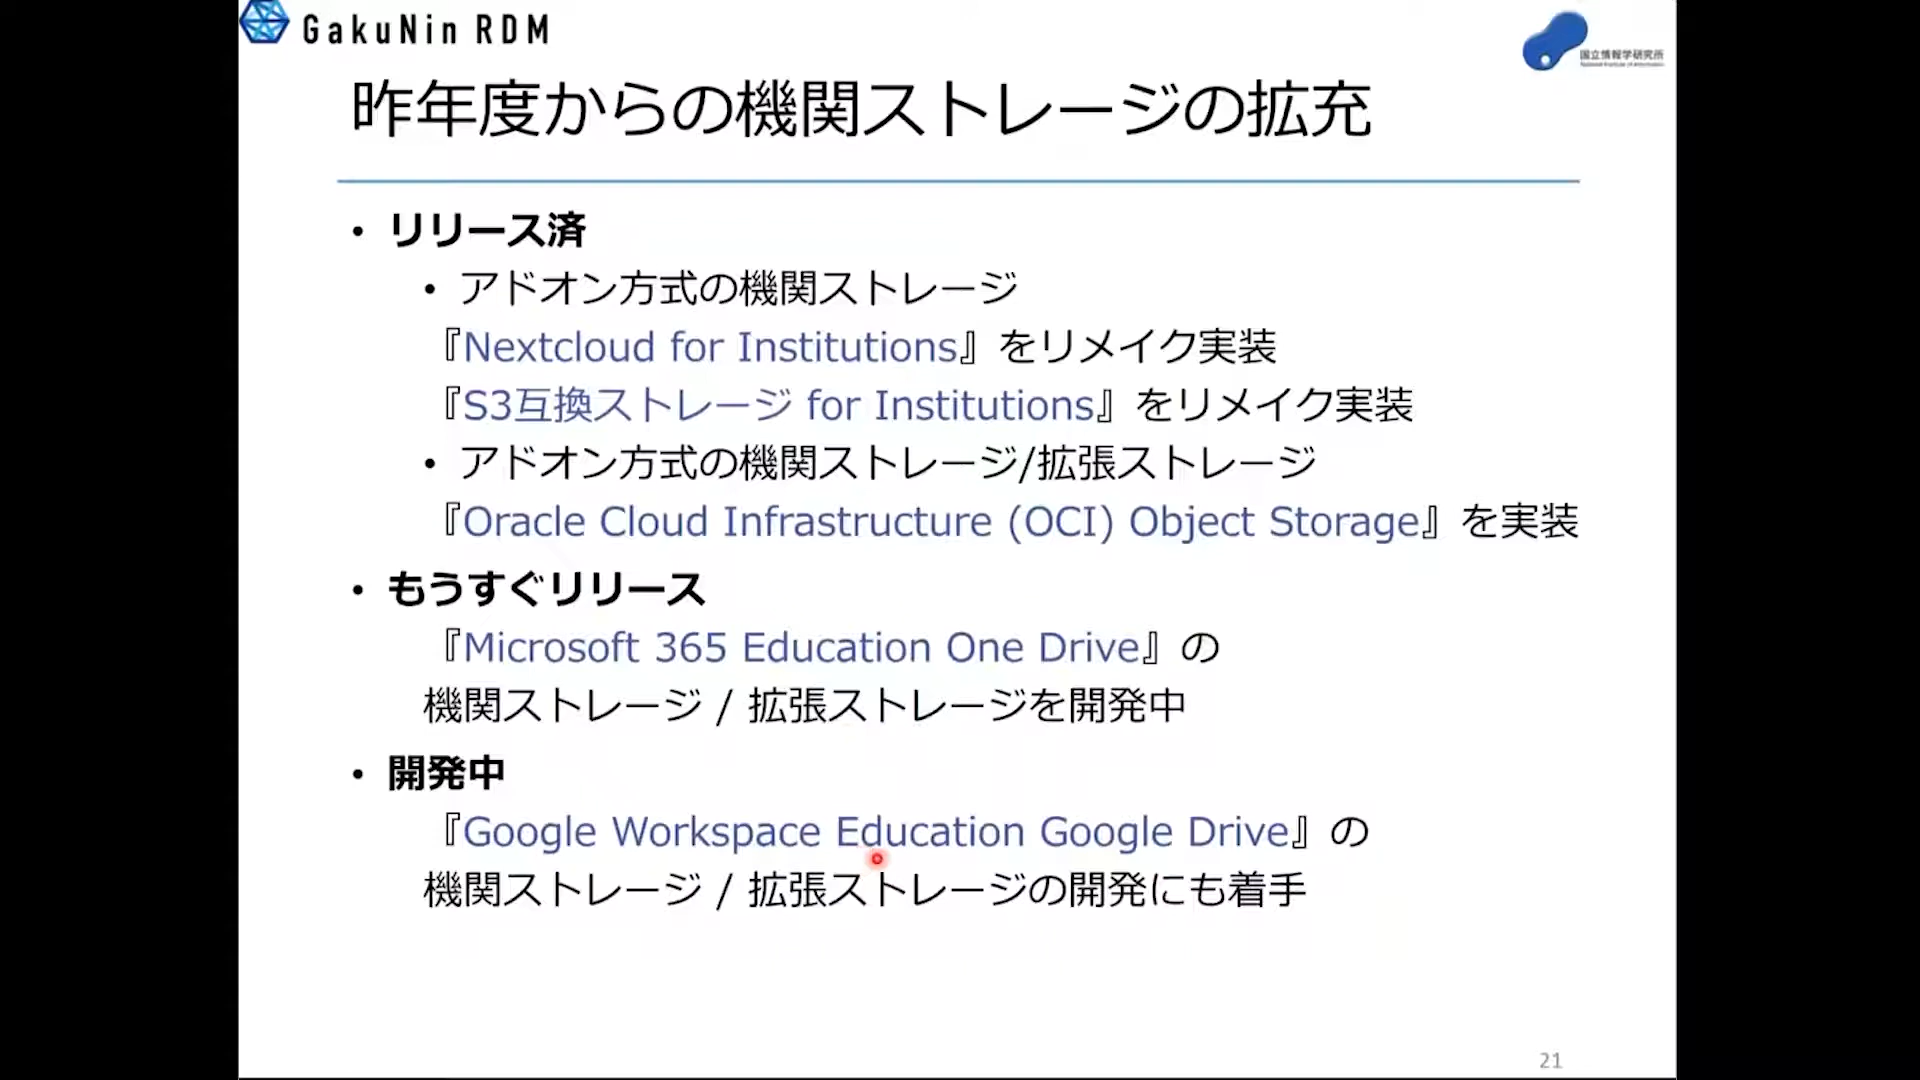 GakuNin RDM
国立情報学研究所
昨年度からの機関ストレージの拡充
• リリース済
• アドオン方式の機関ストレージ
『Nextcloud for Institutions』をリメイク実装
『S3互換ストレージ for Institutions』をリメイク実装
• アドオン方式の機関ストレージ/拡張ストレージ
『Oracle Cloud Infrastructure (OCI) Object Storage』を実装
• もうすぐリリース
『Microsoft 365 Education One Drive』の
機関ストレージ / 拡張ストレージを開発中
• 開発中
『Google Workspace Education Google Drive』の
機関ストレージ / 拡張ストレージの開発にも着手
21